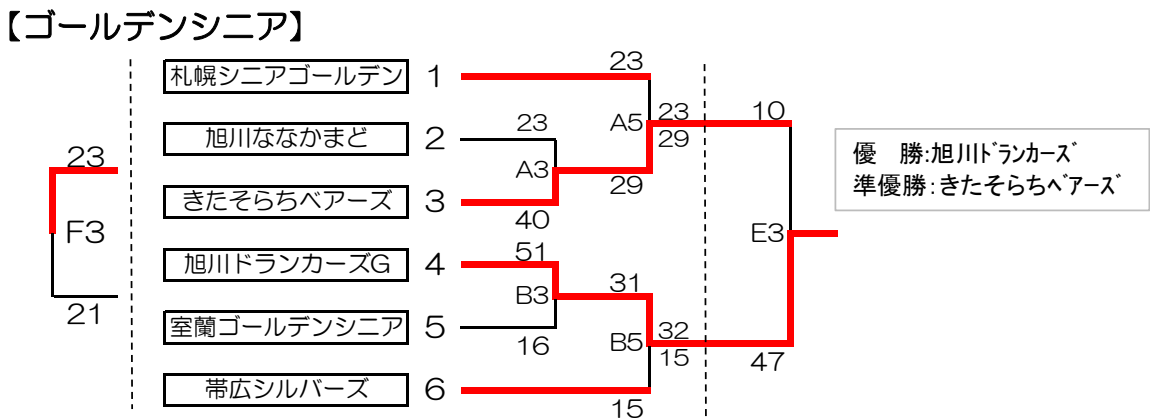 【ゴールデンシニア】
札幌シニアゴールデン 1
旭川ななかまど 2
きたそらちベアーズ 3
旭川ドランカーズG 4
室蘭ゴールデンシニア 5
帯広シルバーズ 6
23
F3
21
23
A3
40
51
B3
16
23
A5
29
31
B5
15
23
29
32
15
10
E3
47
優　勝:旭川ドランカーズ
準優勝:きたそらちベアーズ